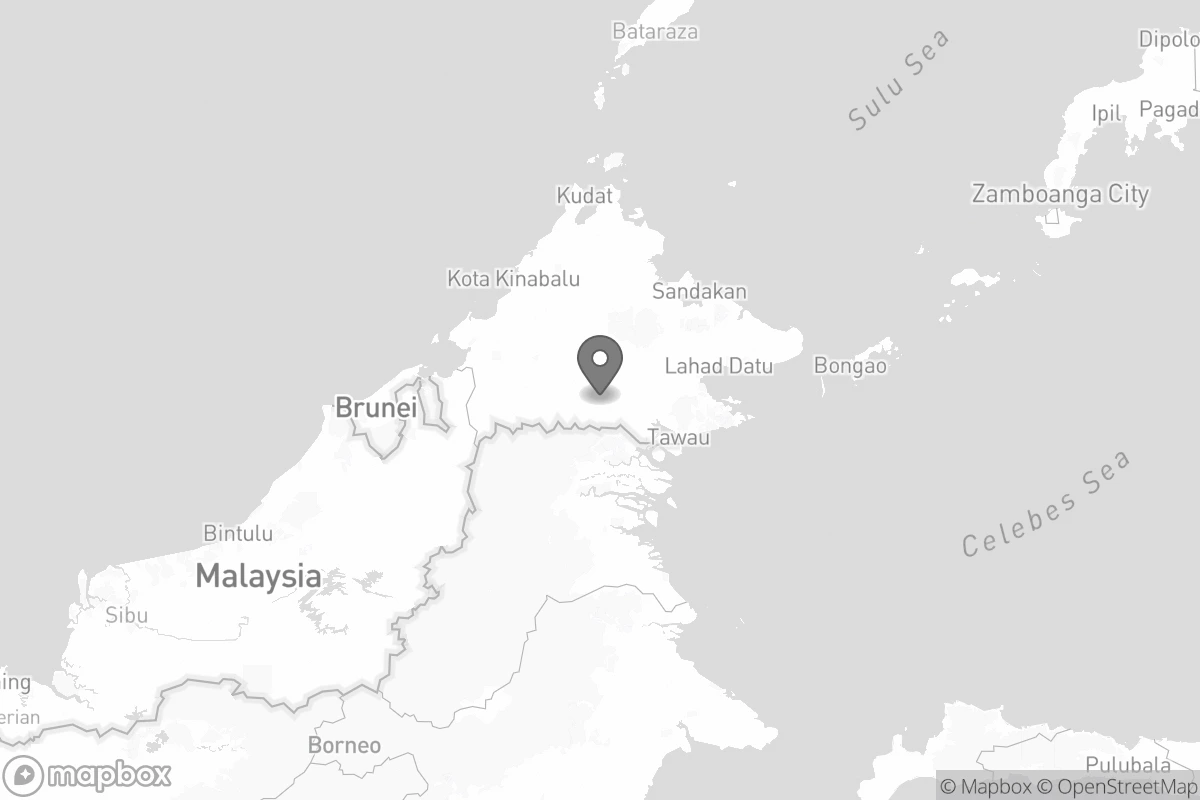 Bataraza
Dipolo
Sulu Sea
Ipil
Pagad
Kudat
Zamboanga City
Kota Kinabalu
Sandakan
Lahad Datu
Bongao
Brunei
Tawau
Celebes Sea
Bintulu
Malaysia
Sibu
ning
erian
Borneo
Pulubala
mapbox
© Mapbox © OpenStreetMap